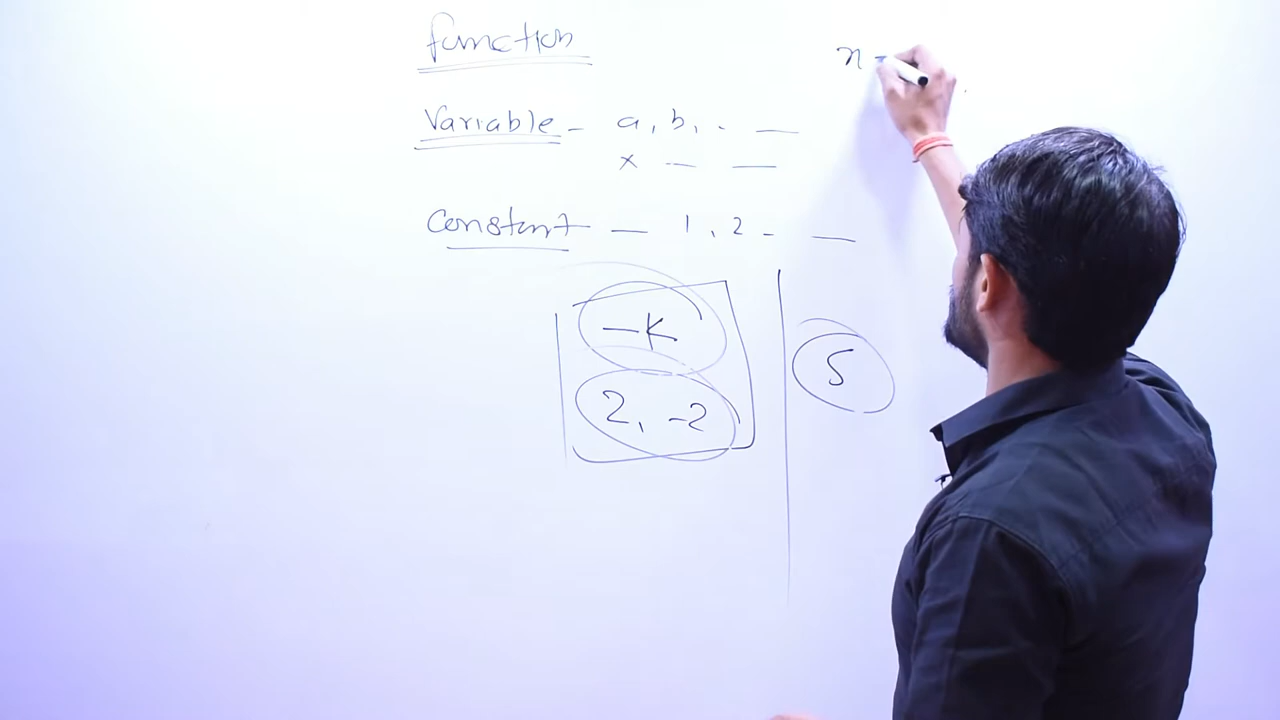 function
Variable - a, b, . —
x — —
Constant — 1, 2 - —
-K
2, -2
5
n -